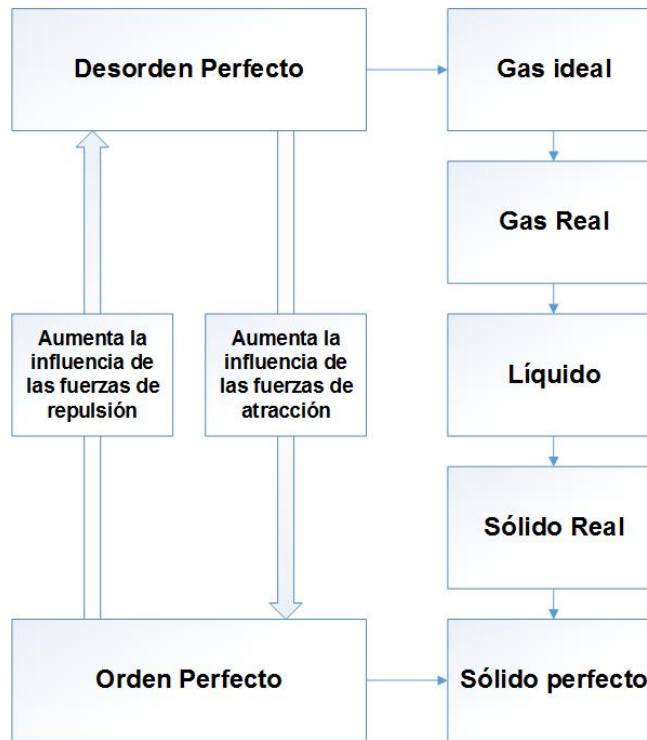 Desorden Perfecto
Gas ideal
Gas Real
Aumenta la
influencia de
las fuerzas de
repulsión
Aumenta la
influencia de
las fuerzas de
atracción
Líquido
Sólido Real
Orden Perfecto
Sólido perfecto